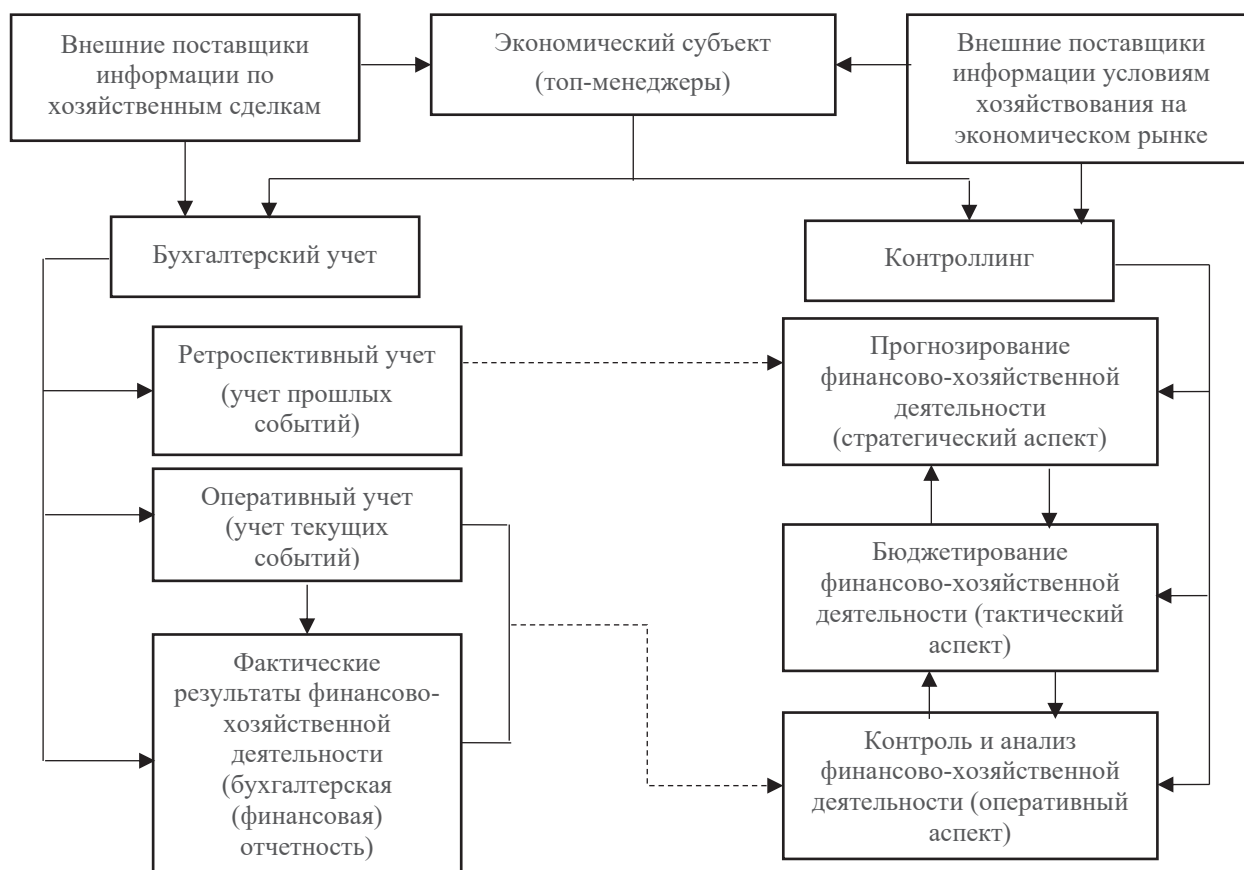 Внешние поставщики
информации по
хозяйственным сделкам
Экономический субъект
(топ-менеджеры)
Внешние поставщики
информации условиям
хозяйствования на
экономическом рынке
Бухгалтерский учет
Контроллинг
Ретроспективный учет
(учет прошлых
событий)
Прогнозирование
финансово-хозяйственной
деятельности
(стратегический аспект)
Оперативный учет
(учет текущих
событий)
Бюджетирование
финансово-хозяйственной
деятельности (тактический
аспект)
Фактические
результаты финансово-
хозяйственной
деятельности
(бухгалтерская
(финансовая)
отчетность)
Контроль и анализ
финансово-хозяйственной
деятельности (оперативный
аспект)